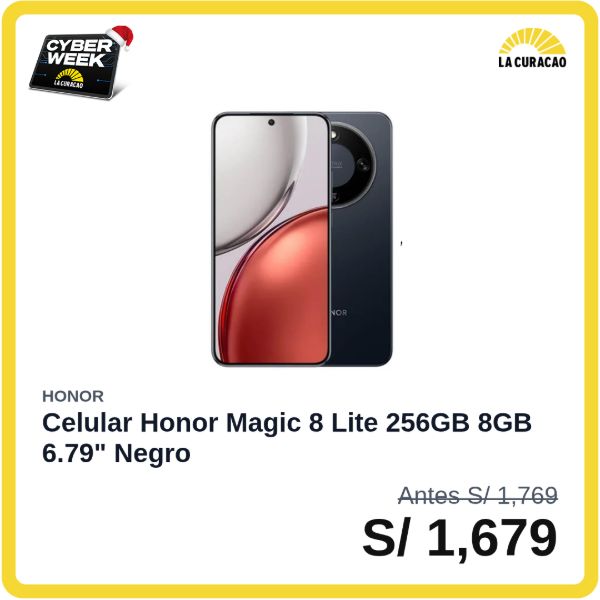 CYBER
WEEK
LA CURACAO
LA CURACAO
HONOR
Celular Honor Magic 8 Lite 256GB 8GB
6.79" Negro
Antes S/ 1,769
S/ 1,679